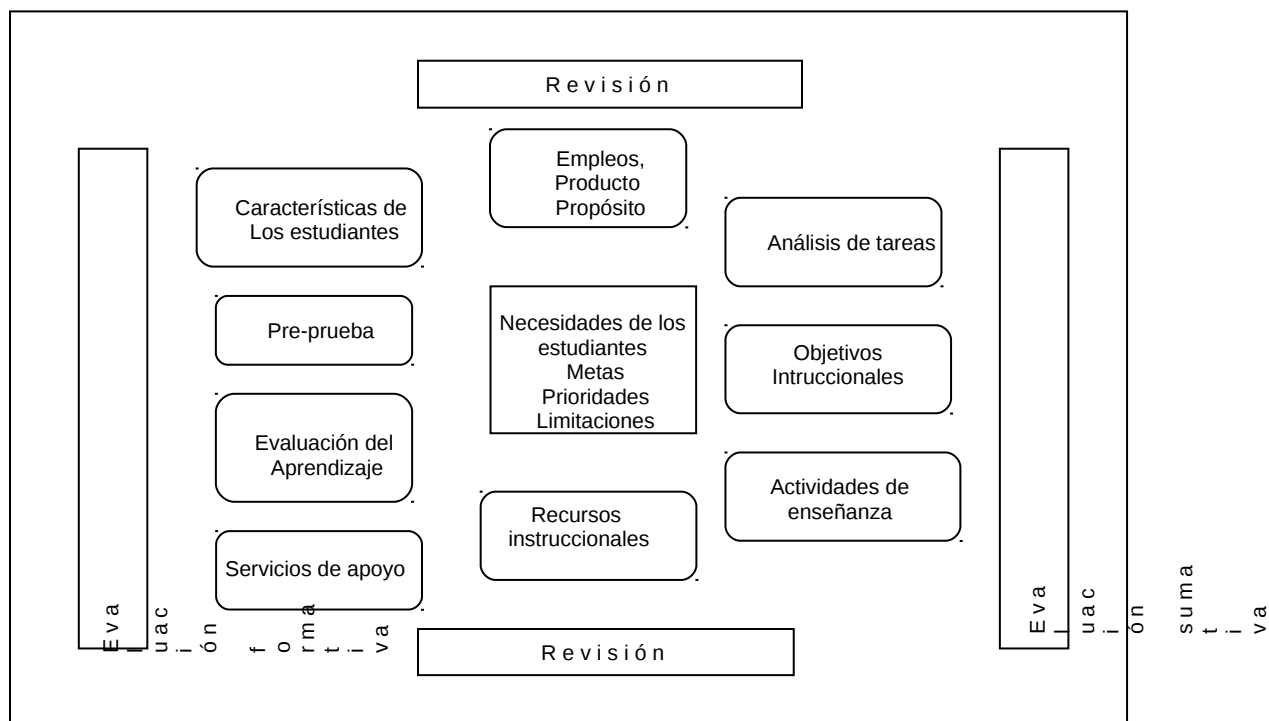 Revisión
Empleos,
Producto
Propósito
Características de
Los estudiantes
Análisis de tareas
Pre-prueba
Necesidades de los
estudiantes
Metas
Prioridades
Limitaciones
Objetivos
Intruccionales
Evaluación del
Aprendizaje
Actividades de
enseñanza
Recursos
instruccionales
Servicios de apoyo
Evaluación formativa
Evaluación sumativa
Revisión